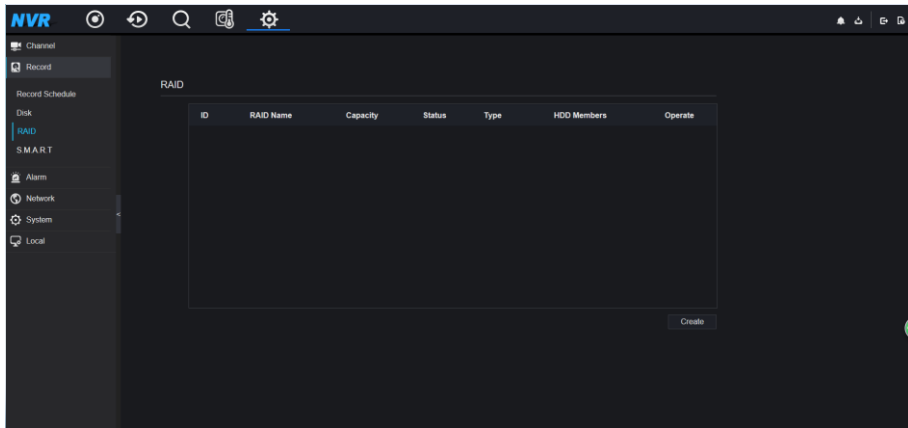 NVR
Channel
Record
Record Schedule
Disk
RAID
S.M.A.R.T
Alarm
Network
System
Local
RAID
ID RAID Name Capacity Status Type HDD Members Operate
Create